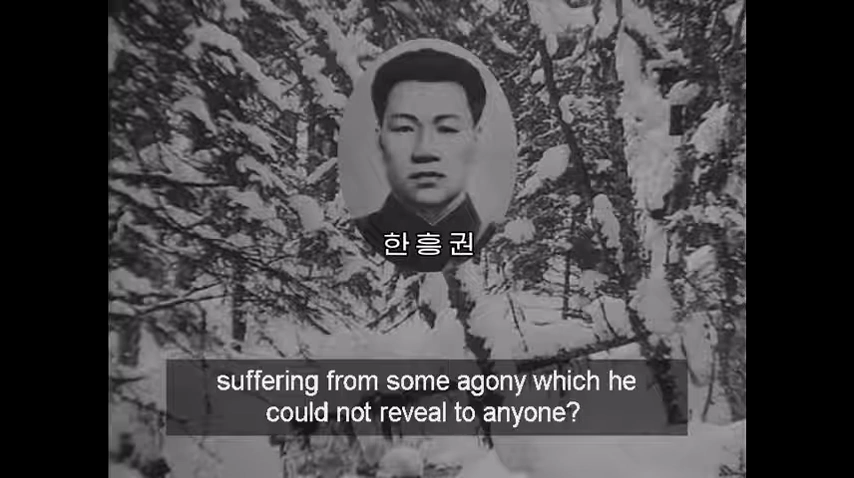 한흥권
suffering from some agony which he
could not reveal to anyone?